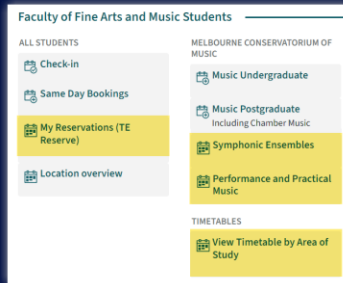 Faculty of Fine Arts and Music Students
ALL STUDENTS
Check-in
Same Day Bookings
My Reservations (TE
Reserve)
Location overview
MELBOURNE CONSERVATORIUM OF
MUSIC
Music Undergraduate
Music Postgraduate
Including Chamber Music
Symphonic Ensembles
Performance and Practical
Music
TIMETABLES
View Timetable by Area of
Study